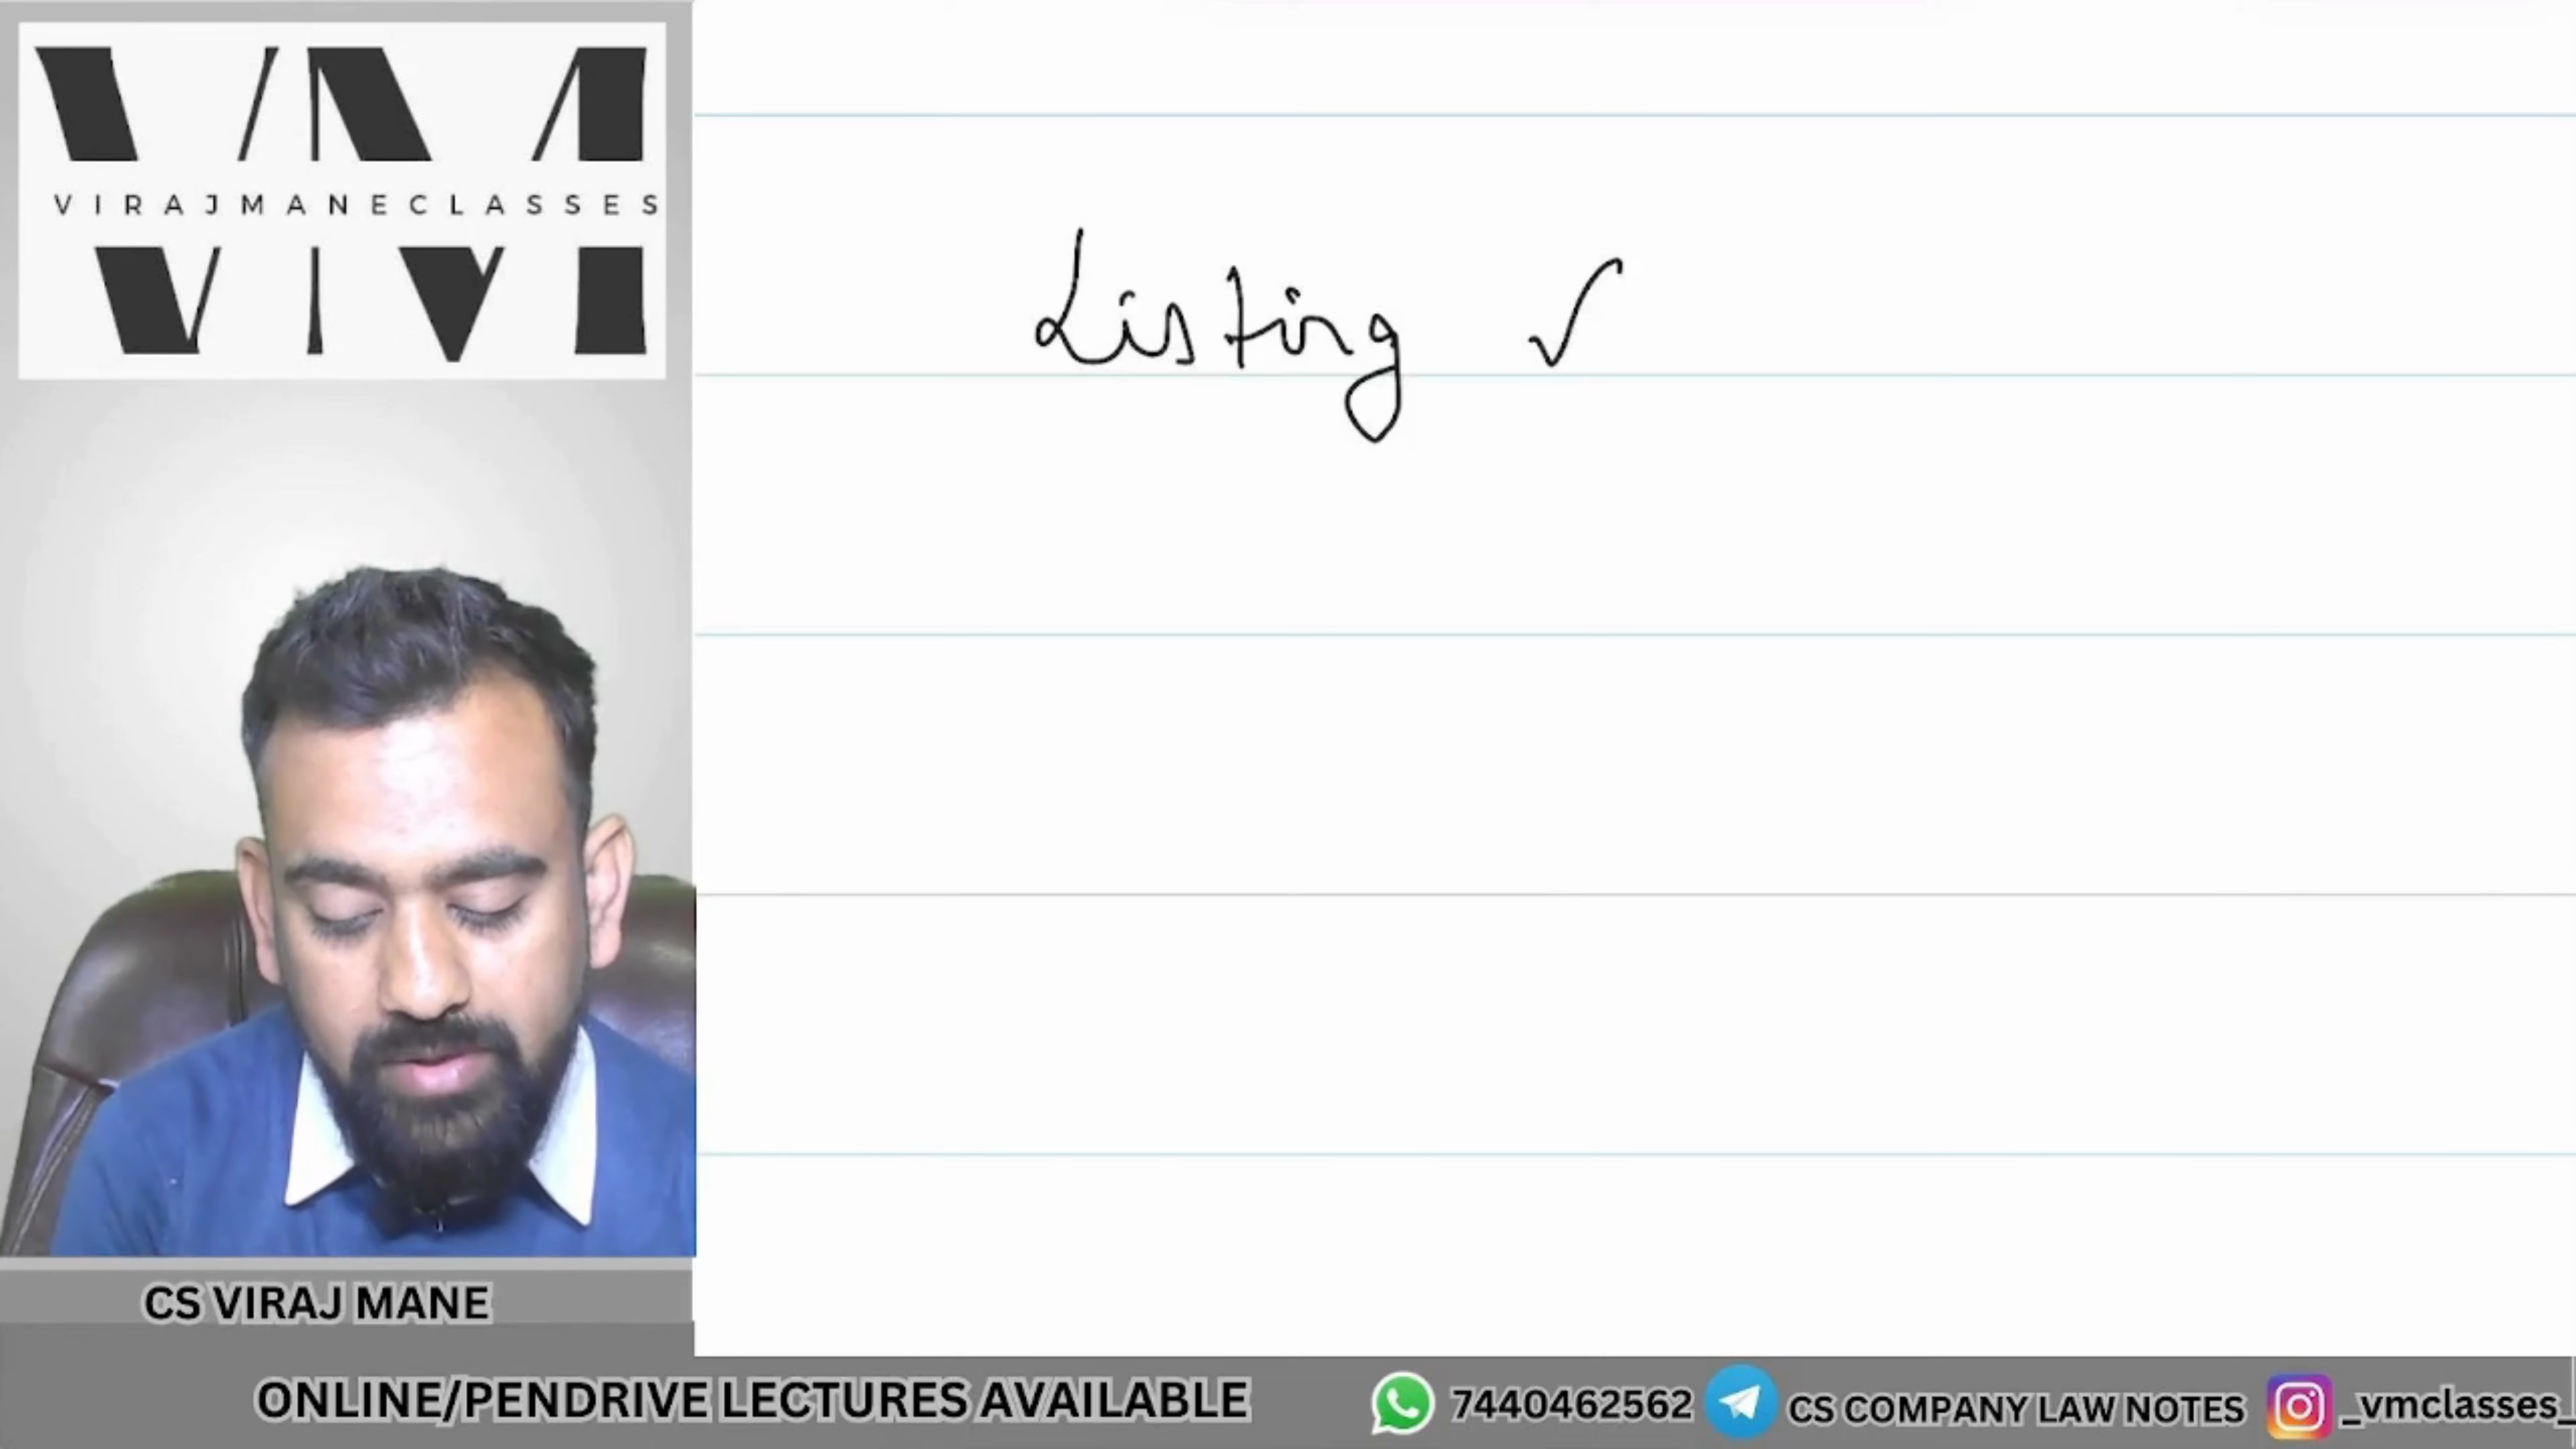 VIRAJMANECLASSES
Listing ✓
CS VIRAJ MANE
ONLINE/PENDRIVE LECTURES AVAILABLE
7440462562
CS COMPANY LAW NOTES
_vmclasses_